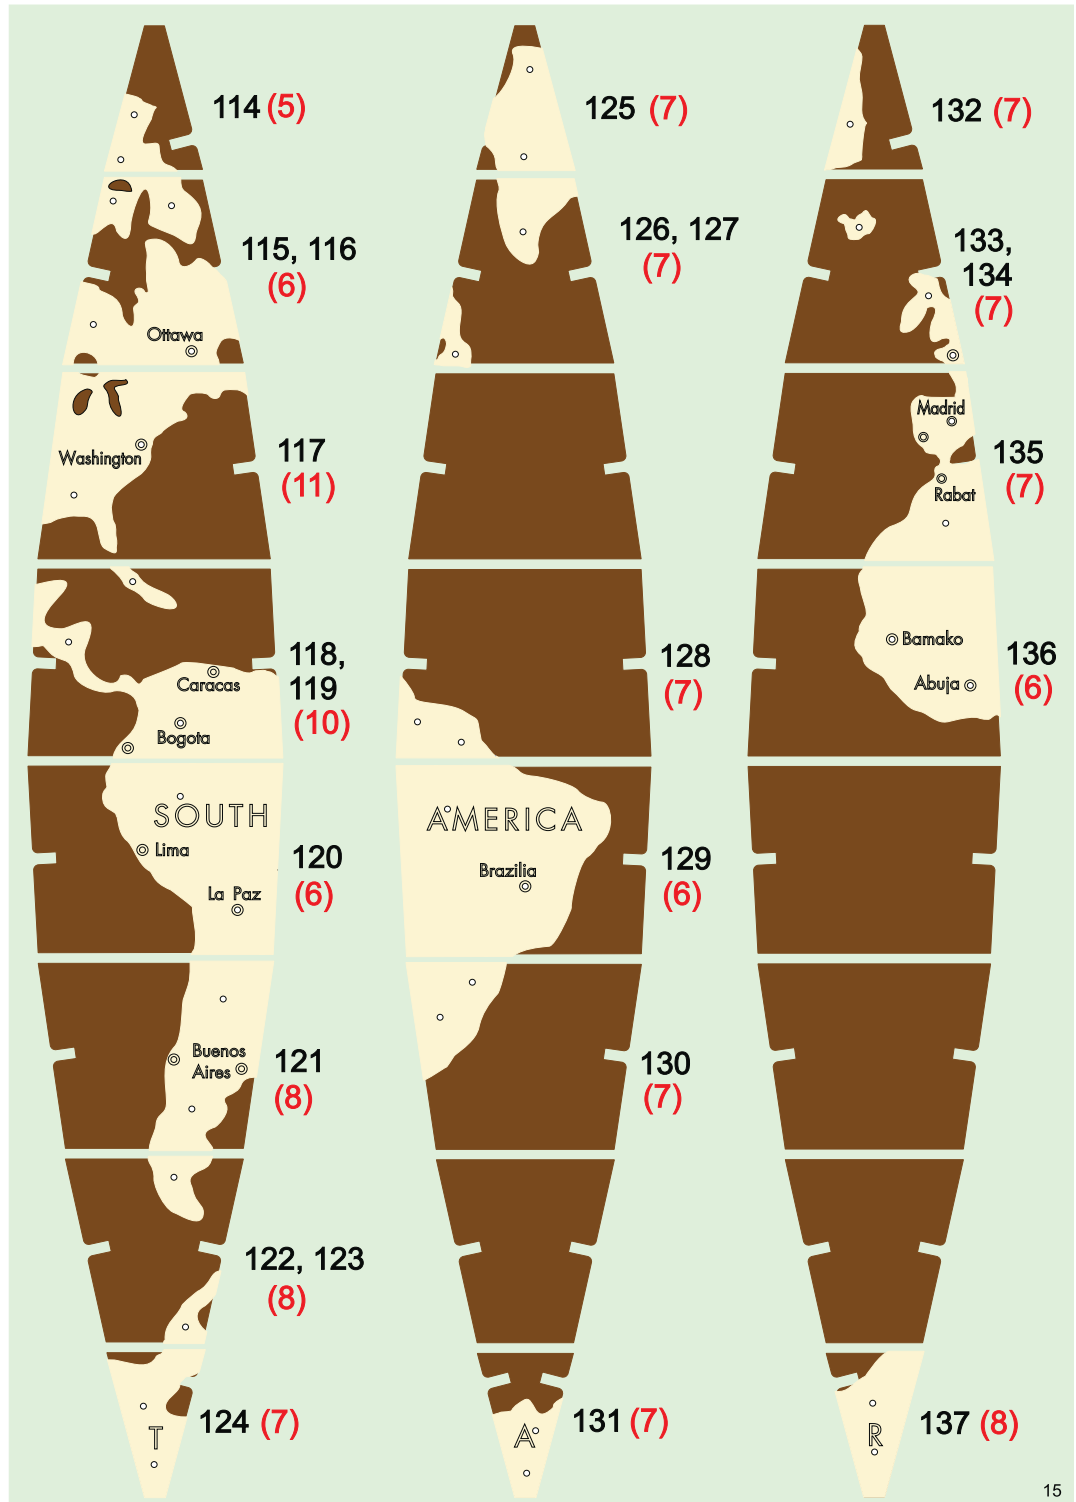 114 (5)
115, 116
(6)
Ottawa
Washington
117
(11)
118,
119
(10)
Caracas
Bogota
SOUTH
Lima
120
La Paz
(6)
Buenos
Aires
121
(8)
122, 123
(8)
124 (7)
T
125 (7)
126, 127
(7)
128
(7)
AMERICA
Brazilia
129
(6)
130
(7)
131 (7)
A
132 (7)
133,
134
(7)
Madrid
135
(7)
Rabat
Bamako
136
Abuja
(6)
137 (8)
R
15